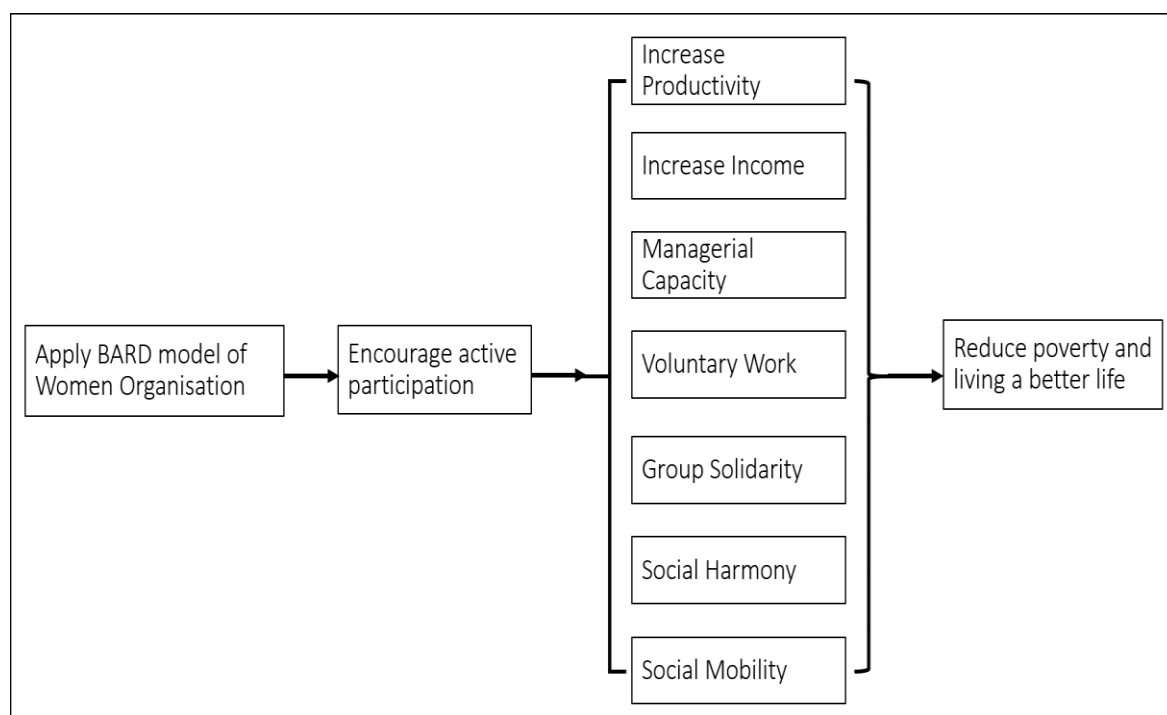 Apply BARD model of
Women Organisation
Encourage active
participation
Increase
Productivity
Increase Income
Managerial
Capacity
Voluntary Work
Group Solidarity
Social Harmony
Social Mobility
Reduce poverty and
living a better life